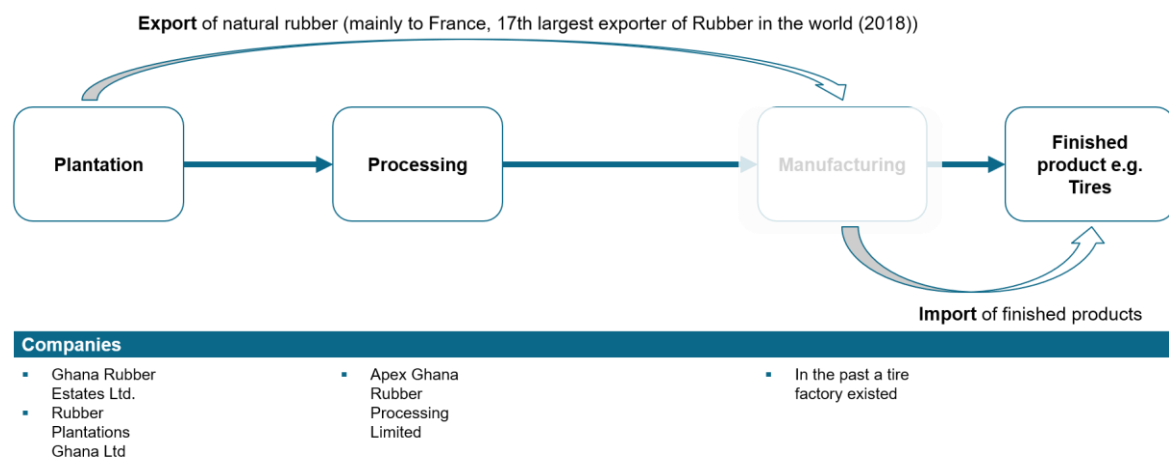 Export of natural rubber (mainly to France, 17th largest exporter of Rubber in the world (2018))
Plantation
Processing
Manufacturing
Finished
product e.g.
Tires
Import of finished products
Companies
▪ Ghana Rubber
Estates Ltd.
▪ Rubber
Plantations
Ghana Ltd
▪ Apex Ghana
Rubber
Processing
Limited
▪ In the past a tire
factory existed